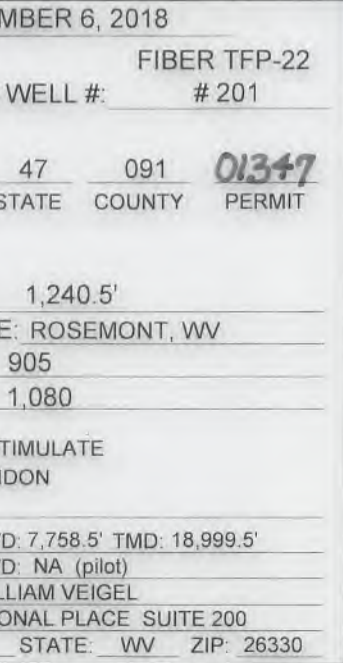 MBER 6, 2018
FIBER TFP-22
WELL #: # 201
47 091 01347
STATE COUNTY PERMIT
1,240.5'
E: ROSEMONT, WV
905
1,080
TIMULATE
NDON
D: 7,758.5' TMD: 18,999.5'
D: NA (pilot)
LLIAM VEIGEL
ONAL PLACE SUITE 200
STATE: WV ZIP: 26330